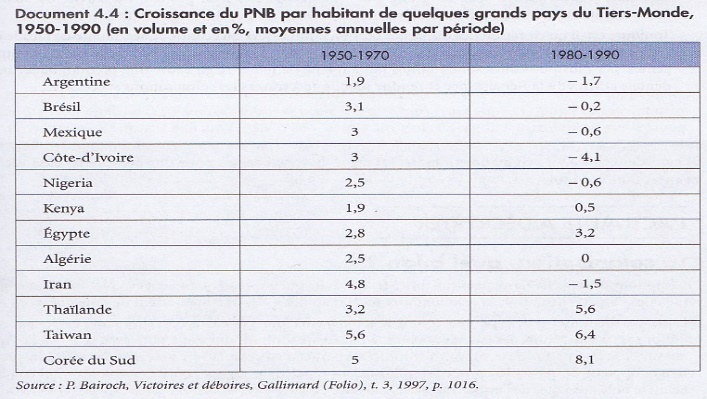 Document 4.4 : Croissance du PNB par habitant de quelques grands pays du Tiers-Monde,
1950-1990 (en volume et en %, moyennes annuelles par période)
1950-1970 1980-1990
Argentine 1,9 – 1,7
Brésil 3,1 – 0,2
Mexique 3 – 0,6
Côte-d'Ivoire 3 – 4,1
Nigeria 2,5 – 0,6
Kenya 1,9 0,5
Égypte 2,8 3,2
Algérie 2,5 0
Iran 4,8 – 1,5
Thaïlande 3,2 5,6
Taiwan 5,6 6,4
Corée du Sud 5 8,1
Source : P. Bairoch, Victoires et déboires, Gallimard (Folio), t. 3, 1997, p. 1016.